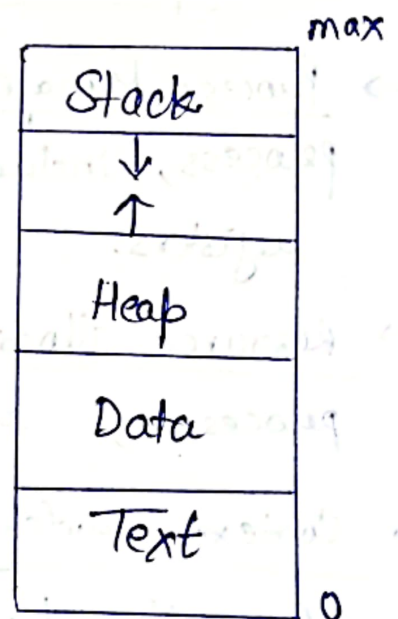 max
Stack
↓
↑
Heap
Data
Text
0